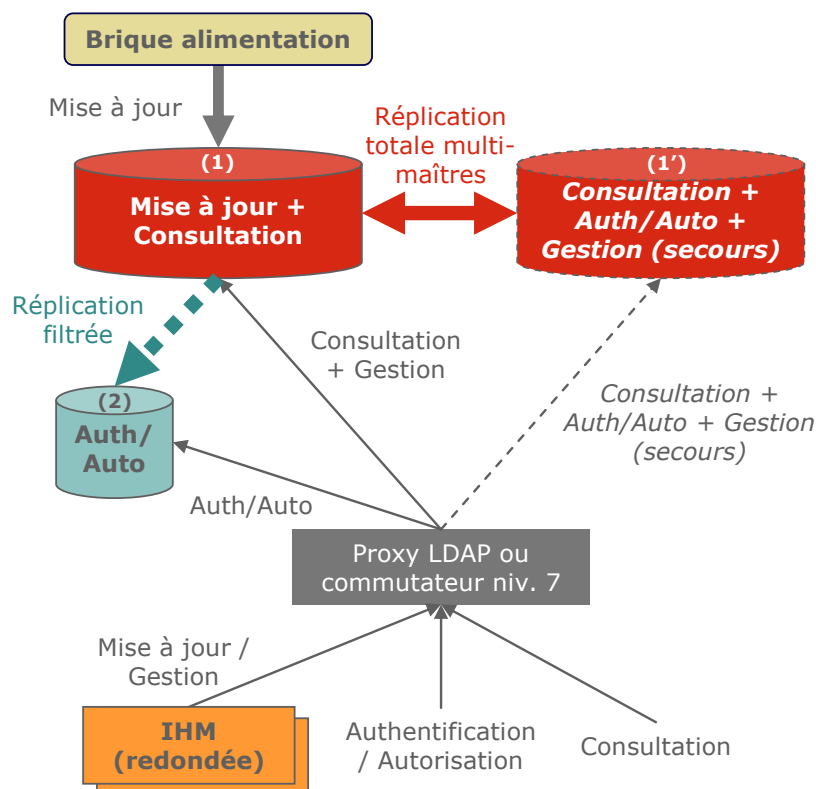 Brique alimentation
Mise à jour
Réplication
totale multi-
maîtres
(1)
Mise à jour +
Consultation
(1’)
Consultation +
Auth/Auto +
Gestion (secours)
Réplication
filtrée
Consultation
+ Gestion
Consultation +
Auth/Auto + Gestion
(secours)
(2)
Auth/
Auto
Auth/Auto
Proxy LDAP ou
commutateur niv. 7
Mise à jour /
Gestion
IHM
(redondée)
Authentification
/ Autorisation
Consultation